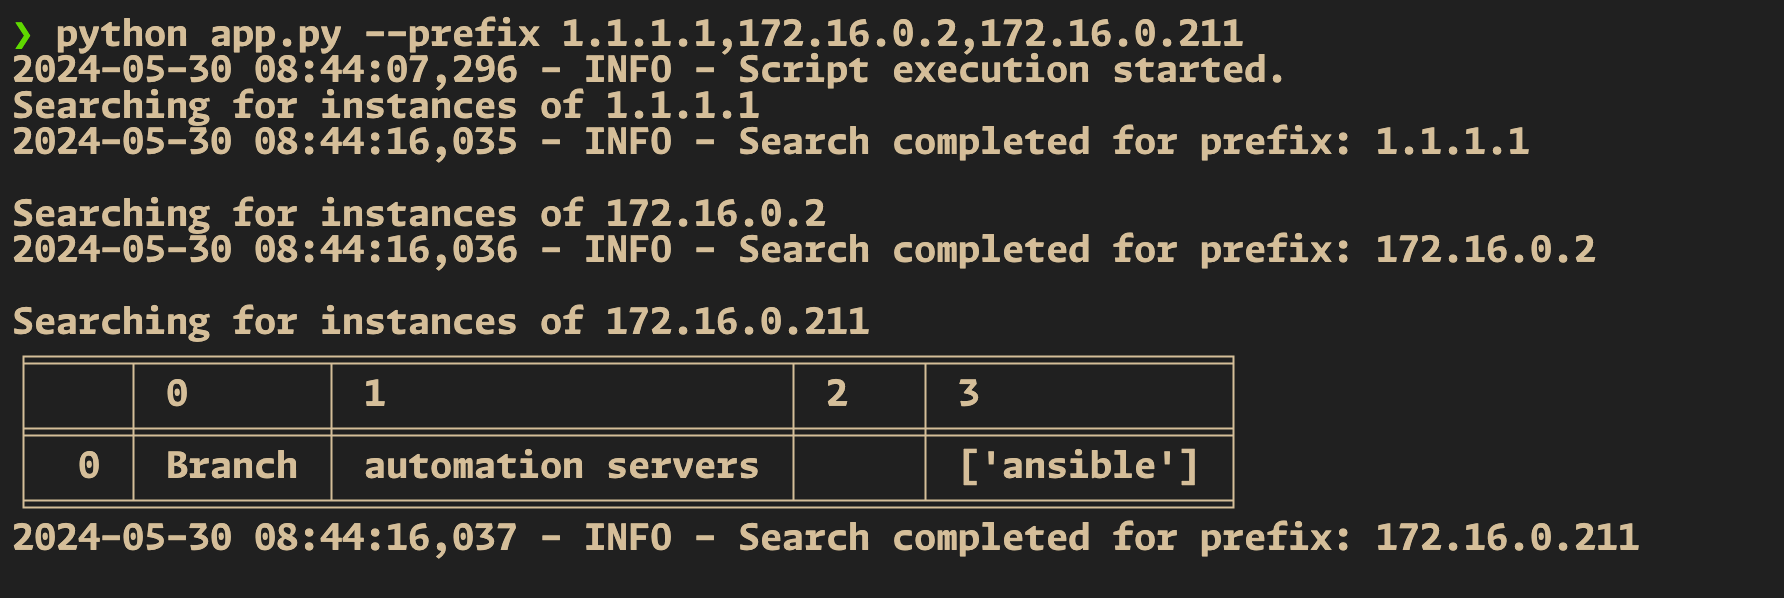 ❯ python app.py --prefix 1.1.1.1,172.16.0.2,172.16.0.211
2024-05-30 08:44:07,296 - INFO - Script execution started.
Searching for instances of 1.1.1.1
2024-05-30 08:44:16,035 - INFO - Search completed for prefix: 1.1.1.1
Searching for instances of 172.16.0.2
2024-05-30 08:44:16,036 - INFO - Search completed for prefix: 172.16.0.2
Searching for instances of 172.16.0.211
0 1 2 3
0 Branch automation servers ['ansible']
2024-05-30 08:44:16,037 - INFO - Search completed for prefix: 172.16.0.211